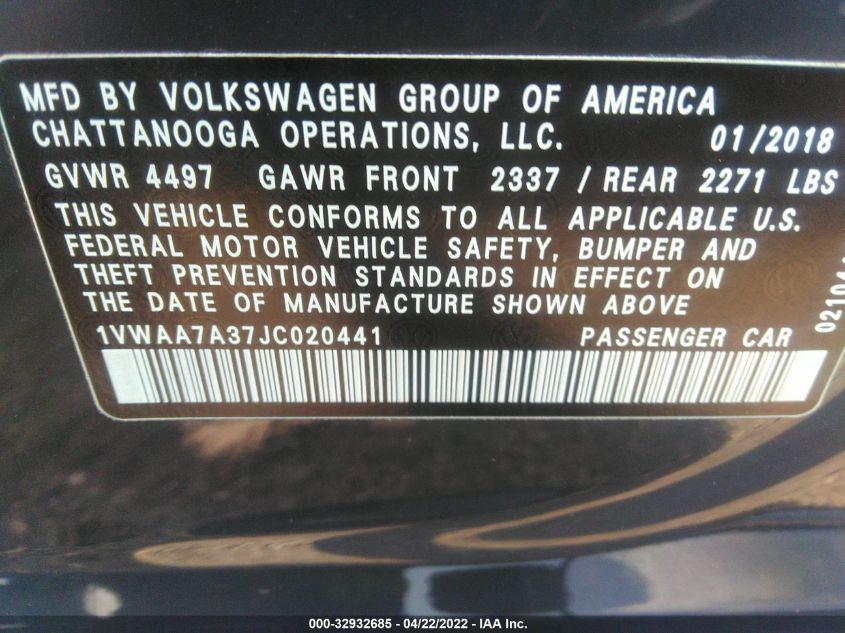 MFD BY VOLKSWAGEN GROUP OF AMERICA
CHATTANOOGA OPERATIONS, LLC. 01/2018
GVWR 4497 GAWR FRONT 2337 / REAR 2271 LBS
THIS VEHICLE CONFORMS TO ALL APPLICABLE U.S.
FEDERAL MOTOR VEHICLE SAFETY, BUMPER AND
THEFT PREVENTION STANDARDS IN EFFECT ON
THE DATE OF MANUFACTURE SHOWN ABOVE
1VWAA7A37JC020441 PASSENGER CAR
000-32932685 - 04/22/2022 - IAA Inc.